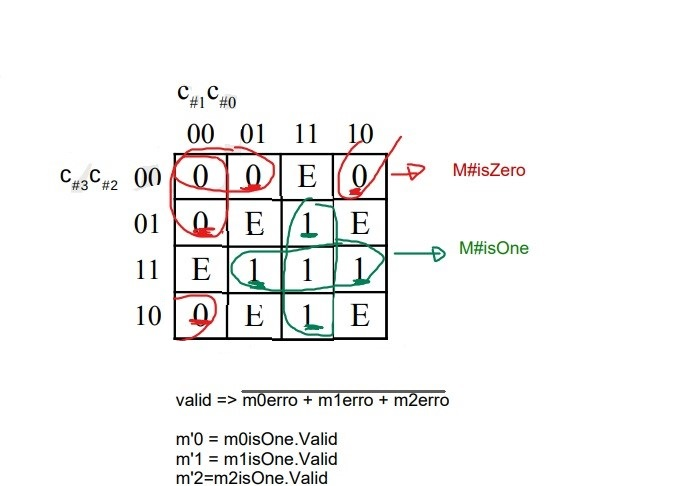 c#1c#0
00 01 11 10
c#3c#2 00 0 0 E 0 M#isZero
01 0 E 1 E
M#isOne
11 E 1 1 1
10 0 E 1 E
valid => m0erro + m1erro + m2erro
m'0 = m0isOne.Valid
m'1 = m1isOne.Valid
m'2=m2isOne.Valid